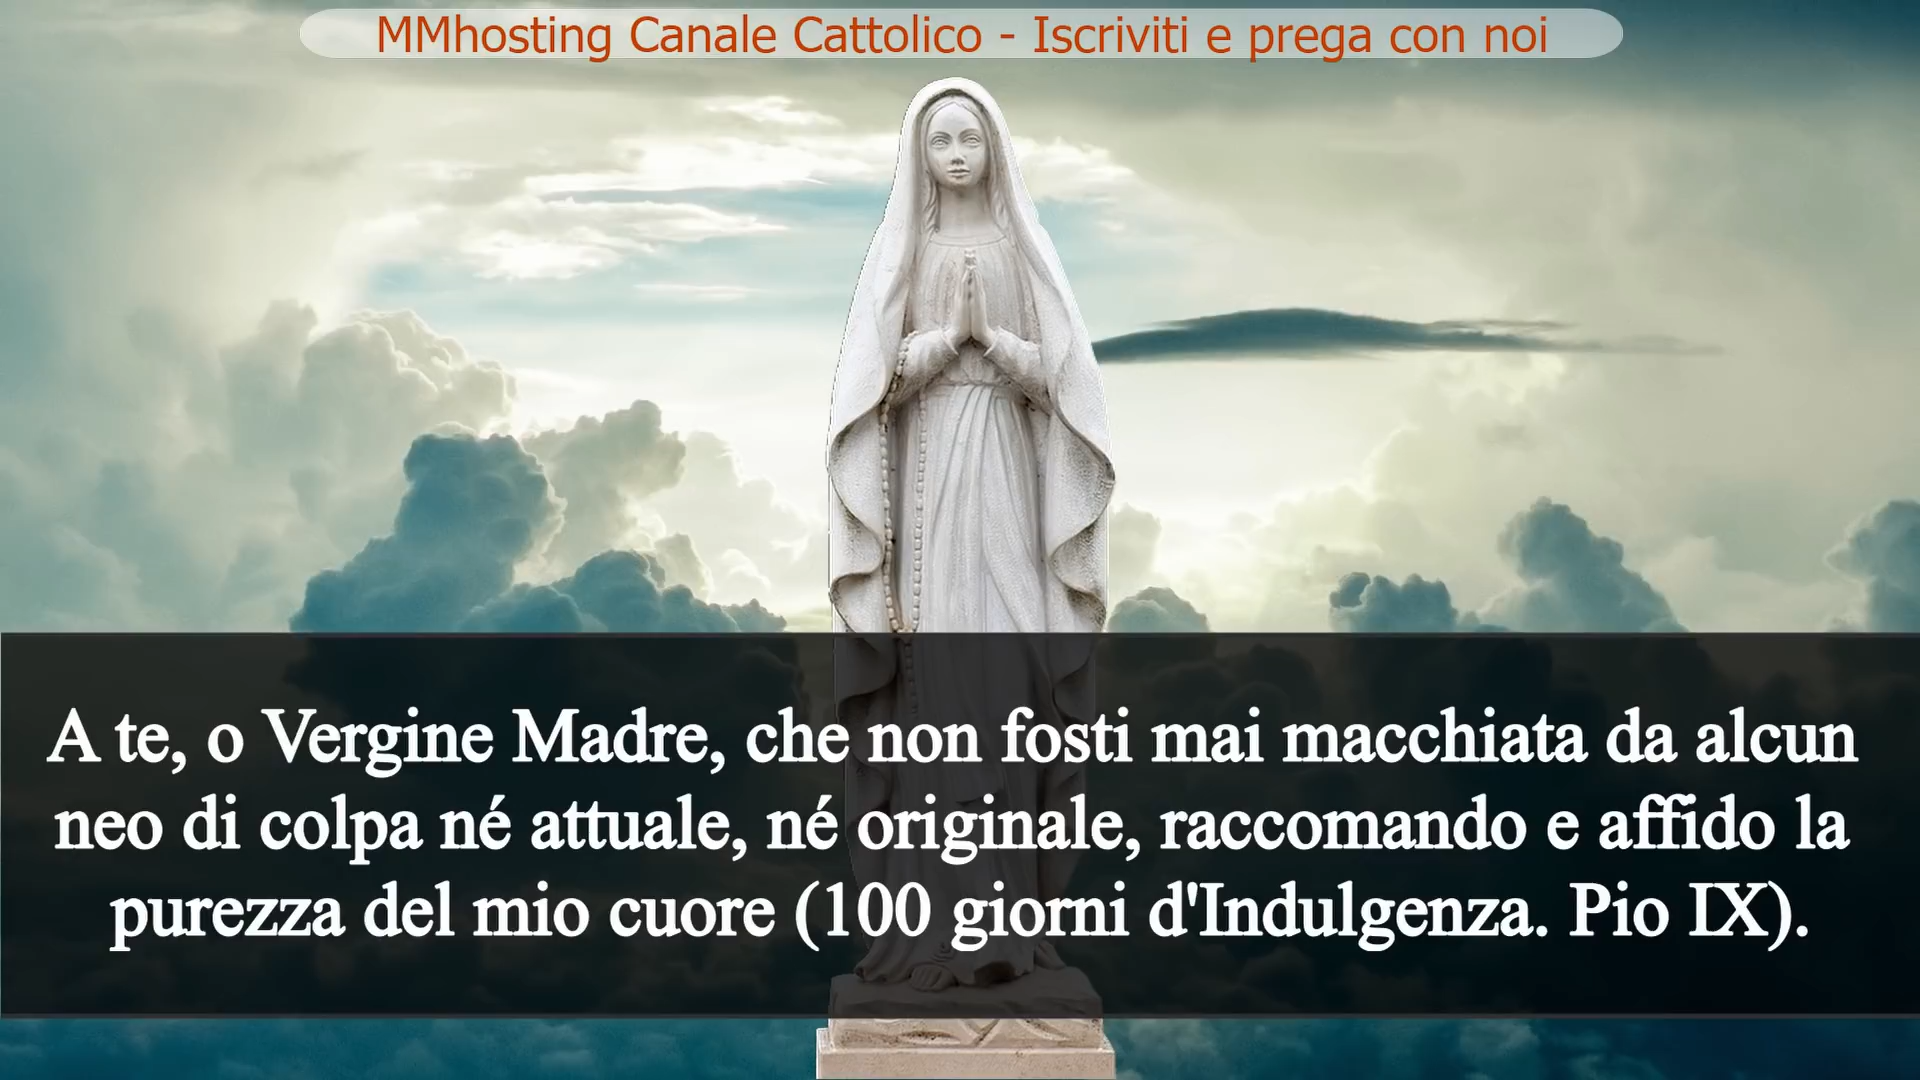 MMhosting Canale Cattolico - Iscriviti e prega con noi
A te, o Vergine Madre, che non fosti mai macchiata da alcun
neo di colpa né attuale, né originale, raccomando e affido la
purezza del mio cuore (100 giorni d'Indulgenza. Pio IX).